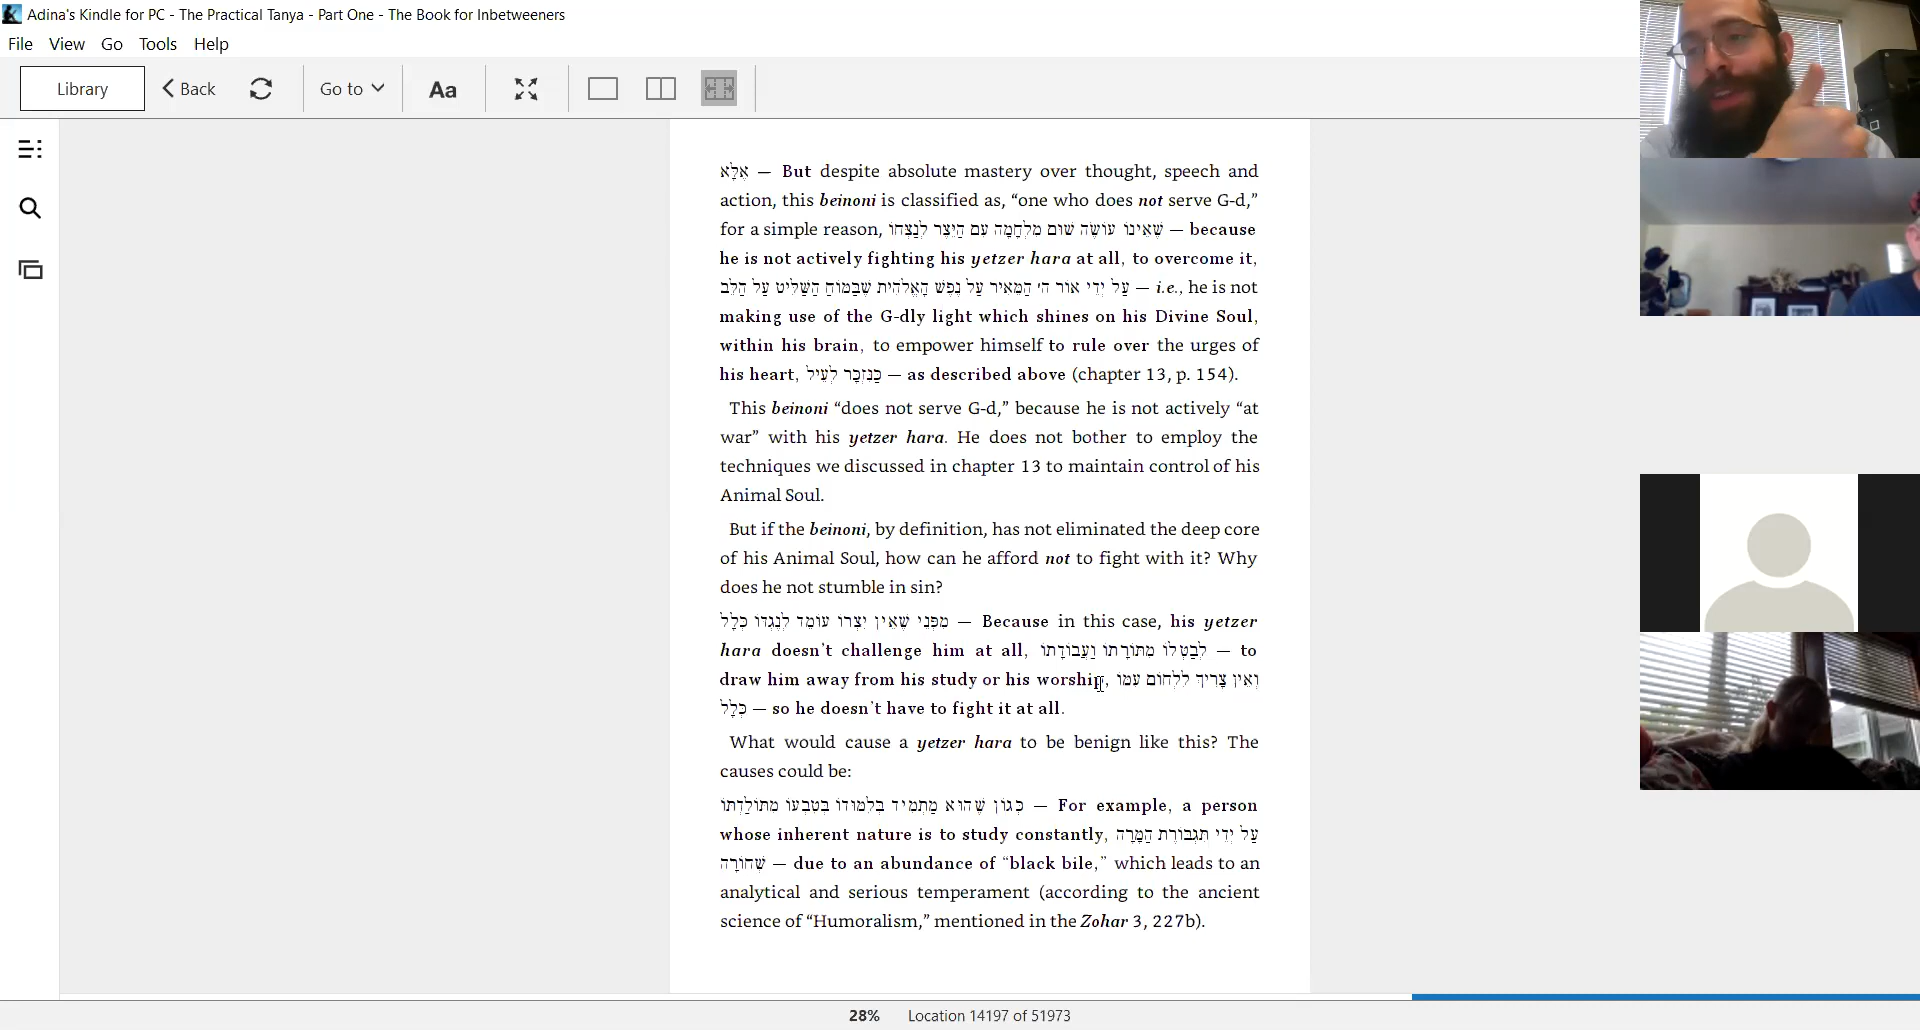 Adina's Kindle for PC - The Practical Tanya - Part One - The Book for Inbetweeners
File View Go Tools Help
Library Back Go to Aa
אֶלָּא — But despite absolute mastery over thought, speech and
action, this beinoni is classified as, “one who does not serve G-d,”
for a simple reason, שֶׁאֵינוֹ עוֹשֶׂה שׁוּם מִלְחָמָה עִם הַיֵּצֶר לְנַצְּחוֹ — because
he is not actively fighting his yetzer hara at all, to overcome it,
עַל יְדֵי אוֹר ה' הַמֵּאִיר עַל נֶפֶשׁ הָאֱלֹהִית שֶׁבַּמּוֹחַ הַשַּׁלִּיט עַל הַלֵּב — i.e., he is not
making use of the G-dly light which shines on his Divine Soul,
within his brain, to empower himself to rule over the urges of
his heart, כַּנִּזְכָּר לְעֵיל — as described above (chapter 13, p. 154).
This beinoni “does not serve G-d,” because he is not actively “at
war” with his yetzer hara. He does not bother to employ the
techniques we discussed in chapter 13 to maintain control of his
Animal Soul.
But if the beinoni, by definition, has not eliminated the deep core
of his Animal Soul, how can he afford not to fight with it? Why
does he not stumble in sin?
מִפְּנֵי שֶׁאֵין יִצְרוֹ עוֹמֵד לְנֶגְדּוֹ כְּלָל — Because in this case, his yetzer
hara doesn't challenge him at all, לְבַטְּלוֹ מִתּוֹרָתוֹ וַעֲבוֹדָתוֹ — to
draw him away from his study or his worship, וְאֵין צָרִיךְ לִלְחוֹם עִמּוֹ
כְּלָל — so he doesn't have to fight it at all.
What would cause a yetzer hara to be benign like this? The
causes could be:
כְּגוֹן שֶׁהוּא מַתְמִיד בְּלִמּוּדוֹ בְּטִבְעוֹ מִתּוֹלַדְתּוֹ — For example, a person
whose inherent nature is to study constantly, עַל יְדֵי תִּגְבּוֹרֶת הַמָּרָה
שְׁחוֹרָה — due to an abundance of “black bile,” which leads to an
analytical and serious temperament (according to the ancient
science of “Humoralism,” mentioned in the Zohar 3, 227b).
28% Location 14197 of 51973